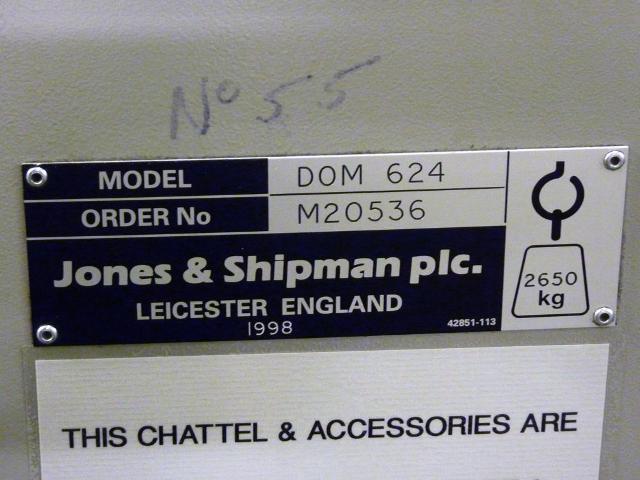 No 55
MODEL DOM 624
ORDER No M20536
Jones & Shipman plc.
LEICESTER ENGLAND
1998
42851-113
2650
kg
THIS CHATTEL & ACCESSORIES ARE